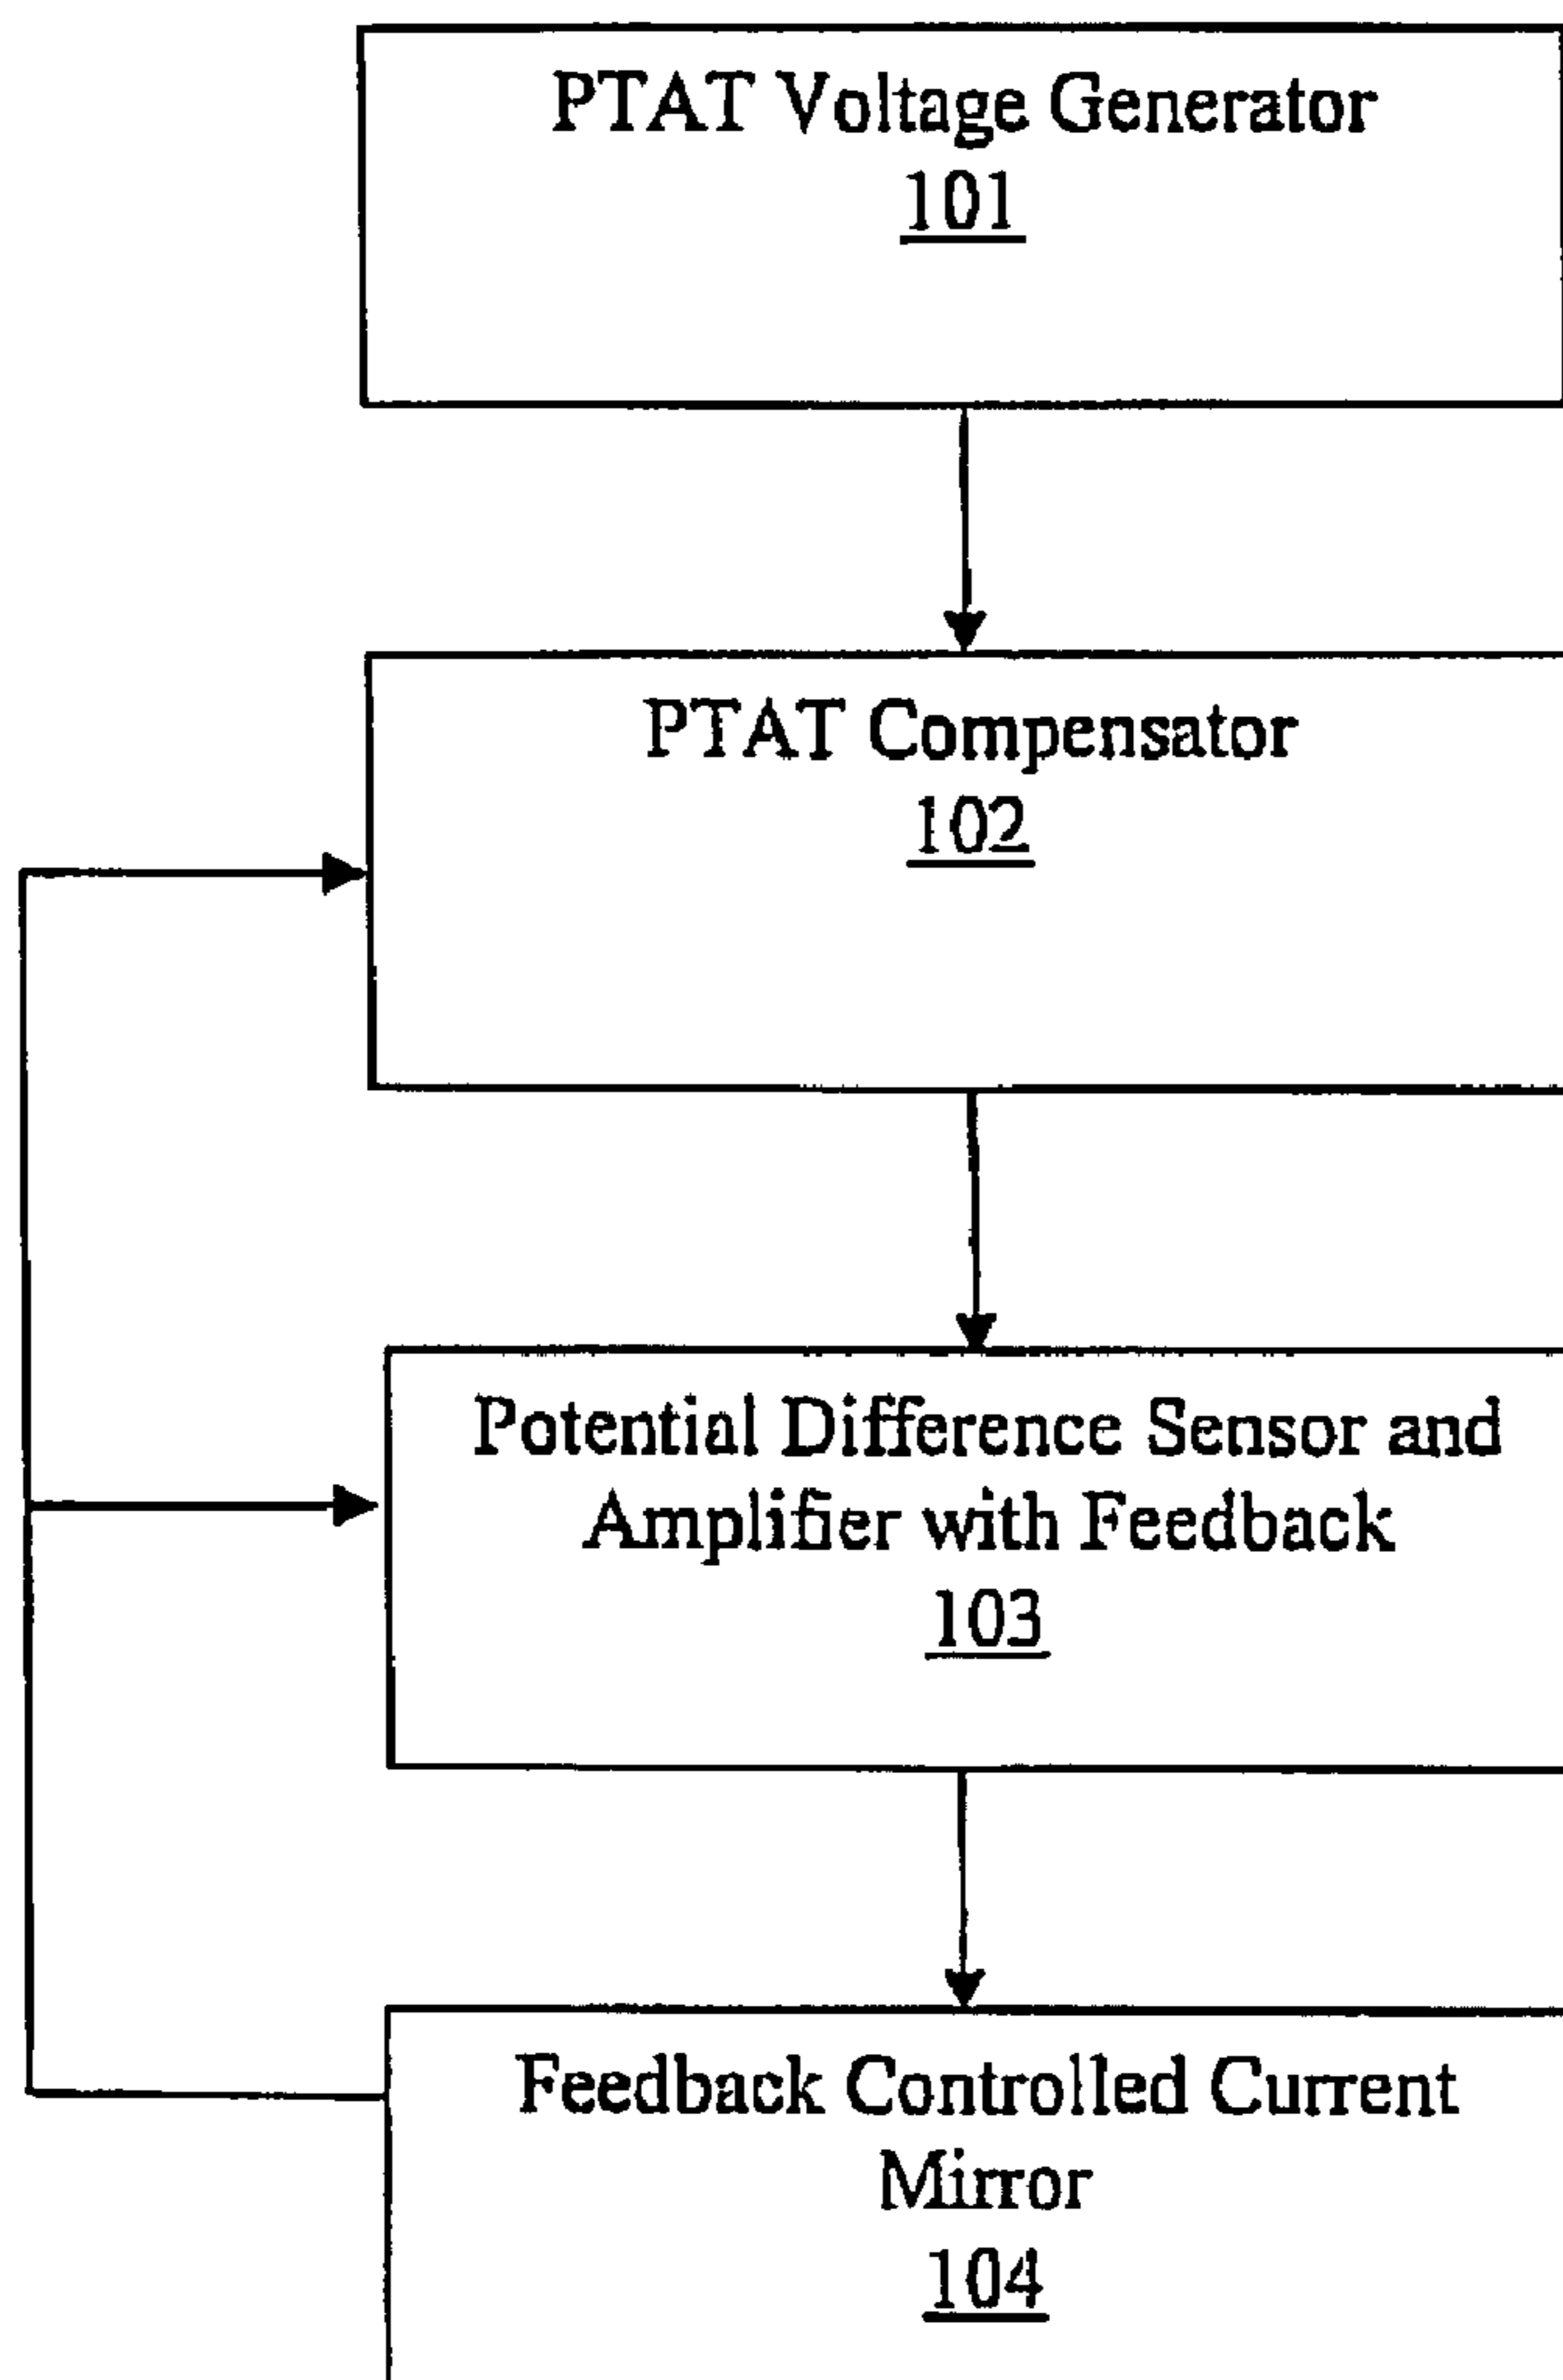 PTAT Voltage Generator
101
PTAT Compensator
102
Potential Difference Sensor and
Amplifier with Feedback
103
Feedback Controlled Current
Mirror
104